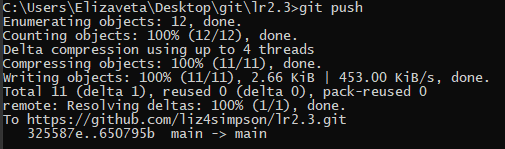 C:\Users\Elizaveta\Desktop\git\lr2.3>git push
Enumerating objects: 12, done.
Counting objects: 100% (12/12), done.
Delta compression using up to 4 threads
Compressing objects: 100% (11/11), done.
Writing objects: 100% (11/11), 2.66 KiB | 453.00 KiB/s, done.
Total 11 (delta 1), reused 0 (delta 0), pack-reused 0
remote: Resolving deltas: 100% (1/1), done.
To https://github.com/liz4simpson/lr2.3.git
   325587e..650795b  main -> main